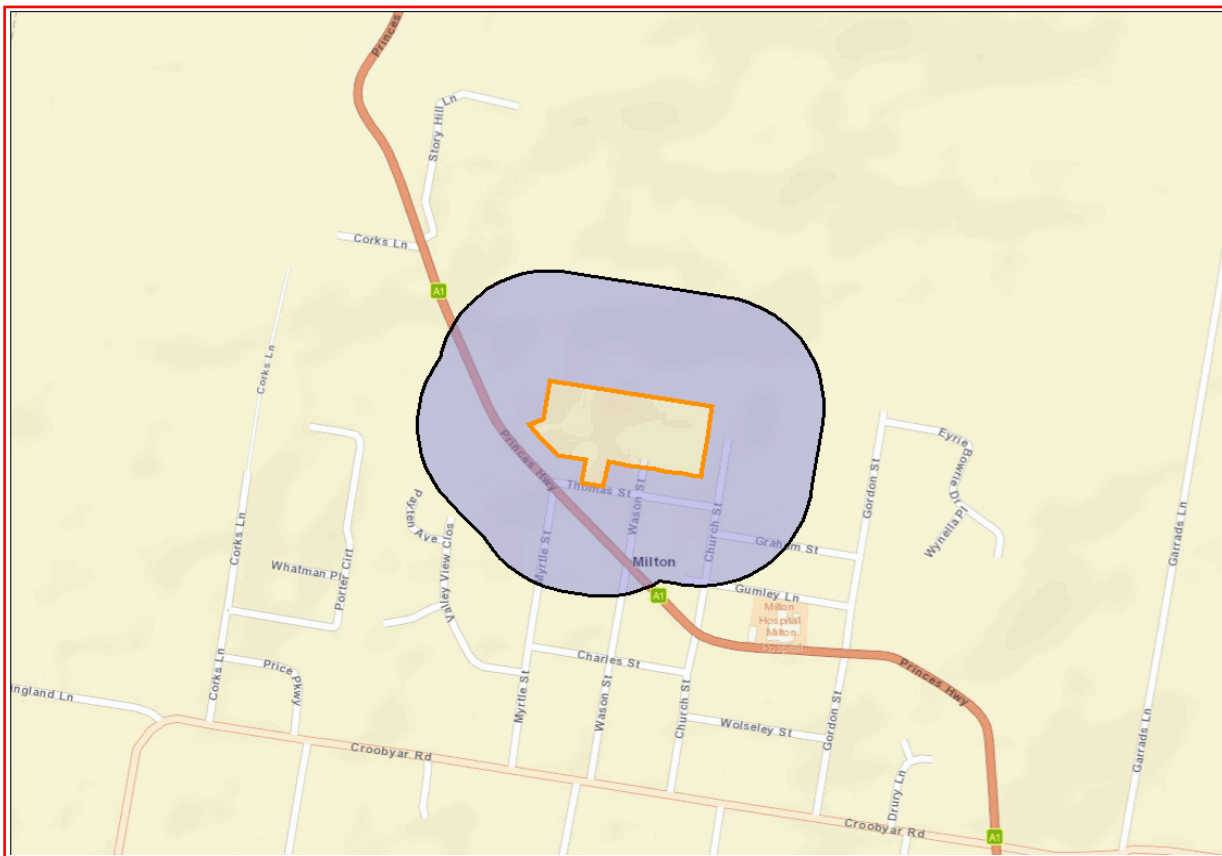 Princes
Story Hill Ln
Corks Ln
A1
Corks Ln
Princes Hwy
Thomas St
Wason St
Church St
Gordon St
Eyrie Bowrie Dr
Wynella Pl
Garrads Ln
Payten Ave
Corks Ln
Myrtle St
Graham St
Whatman Pl
Porter Cirt
Valley View Clos
Milton
Gumley Ln
A1
Milton
Hospital
Milton
Hospital
Charles St
Price Pkwy
Princes Hwy
Corks Ln
ingland Ln
Myrtle St
Wason St
Church St
Wolseley St
Gordon St
Garrads Ln
Croobyar Rd
Drury Ln
Croobyar Rd
A1